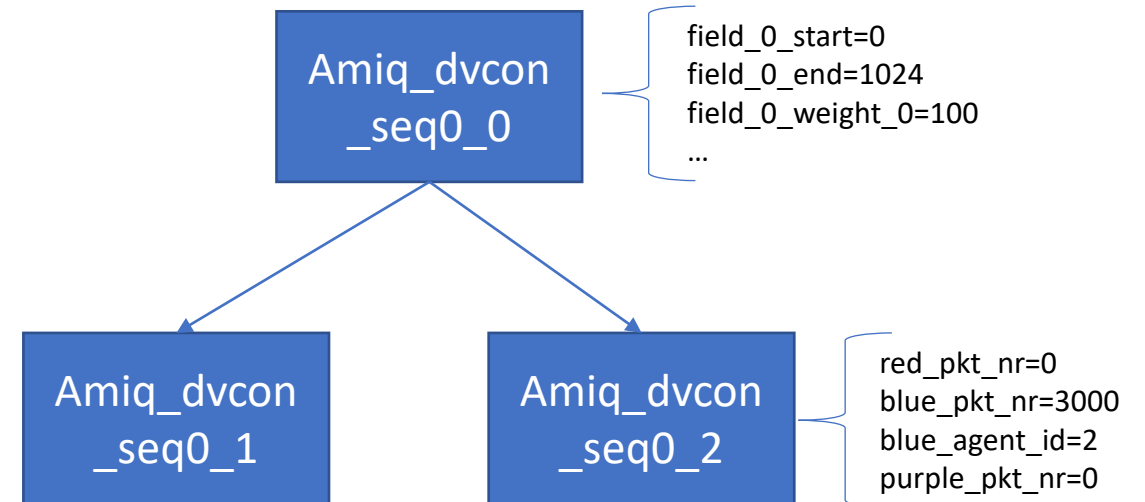 Amiq_dvcon
_seq0_0
field_0_start=0
field_0_end=1024
field_0_weight_0=100
…
Amiq_dvcon
_seq0_1
Amiq_dvcon
_seq0_2
red_pkt_nr=0
blue_pkt_nr=3000
blue_agent_id=2
purple_pkt_nr=0